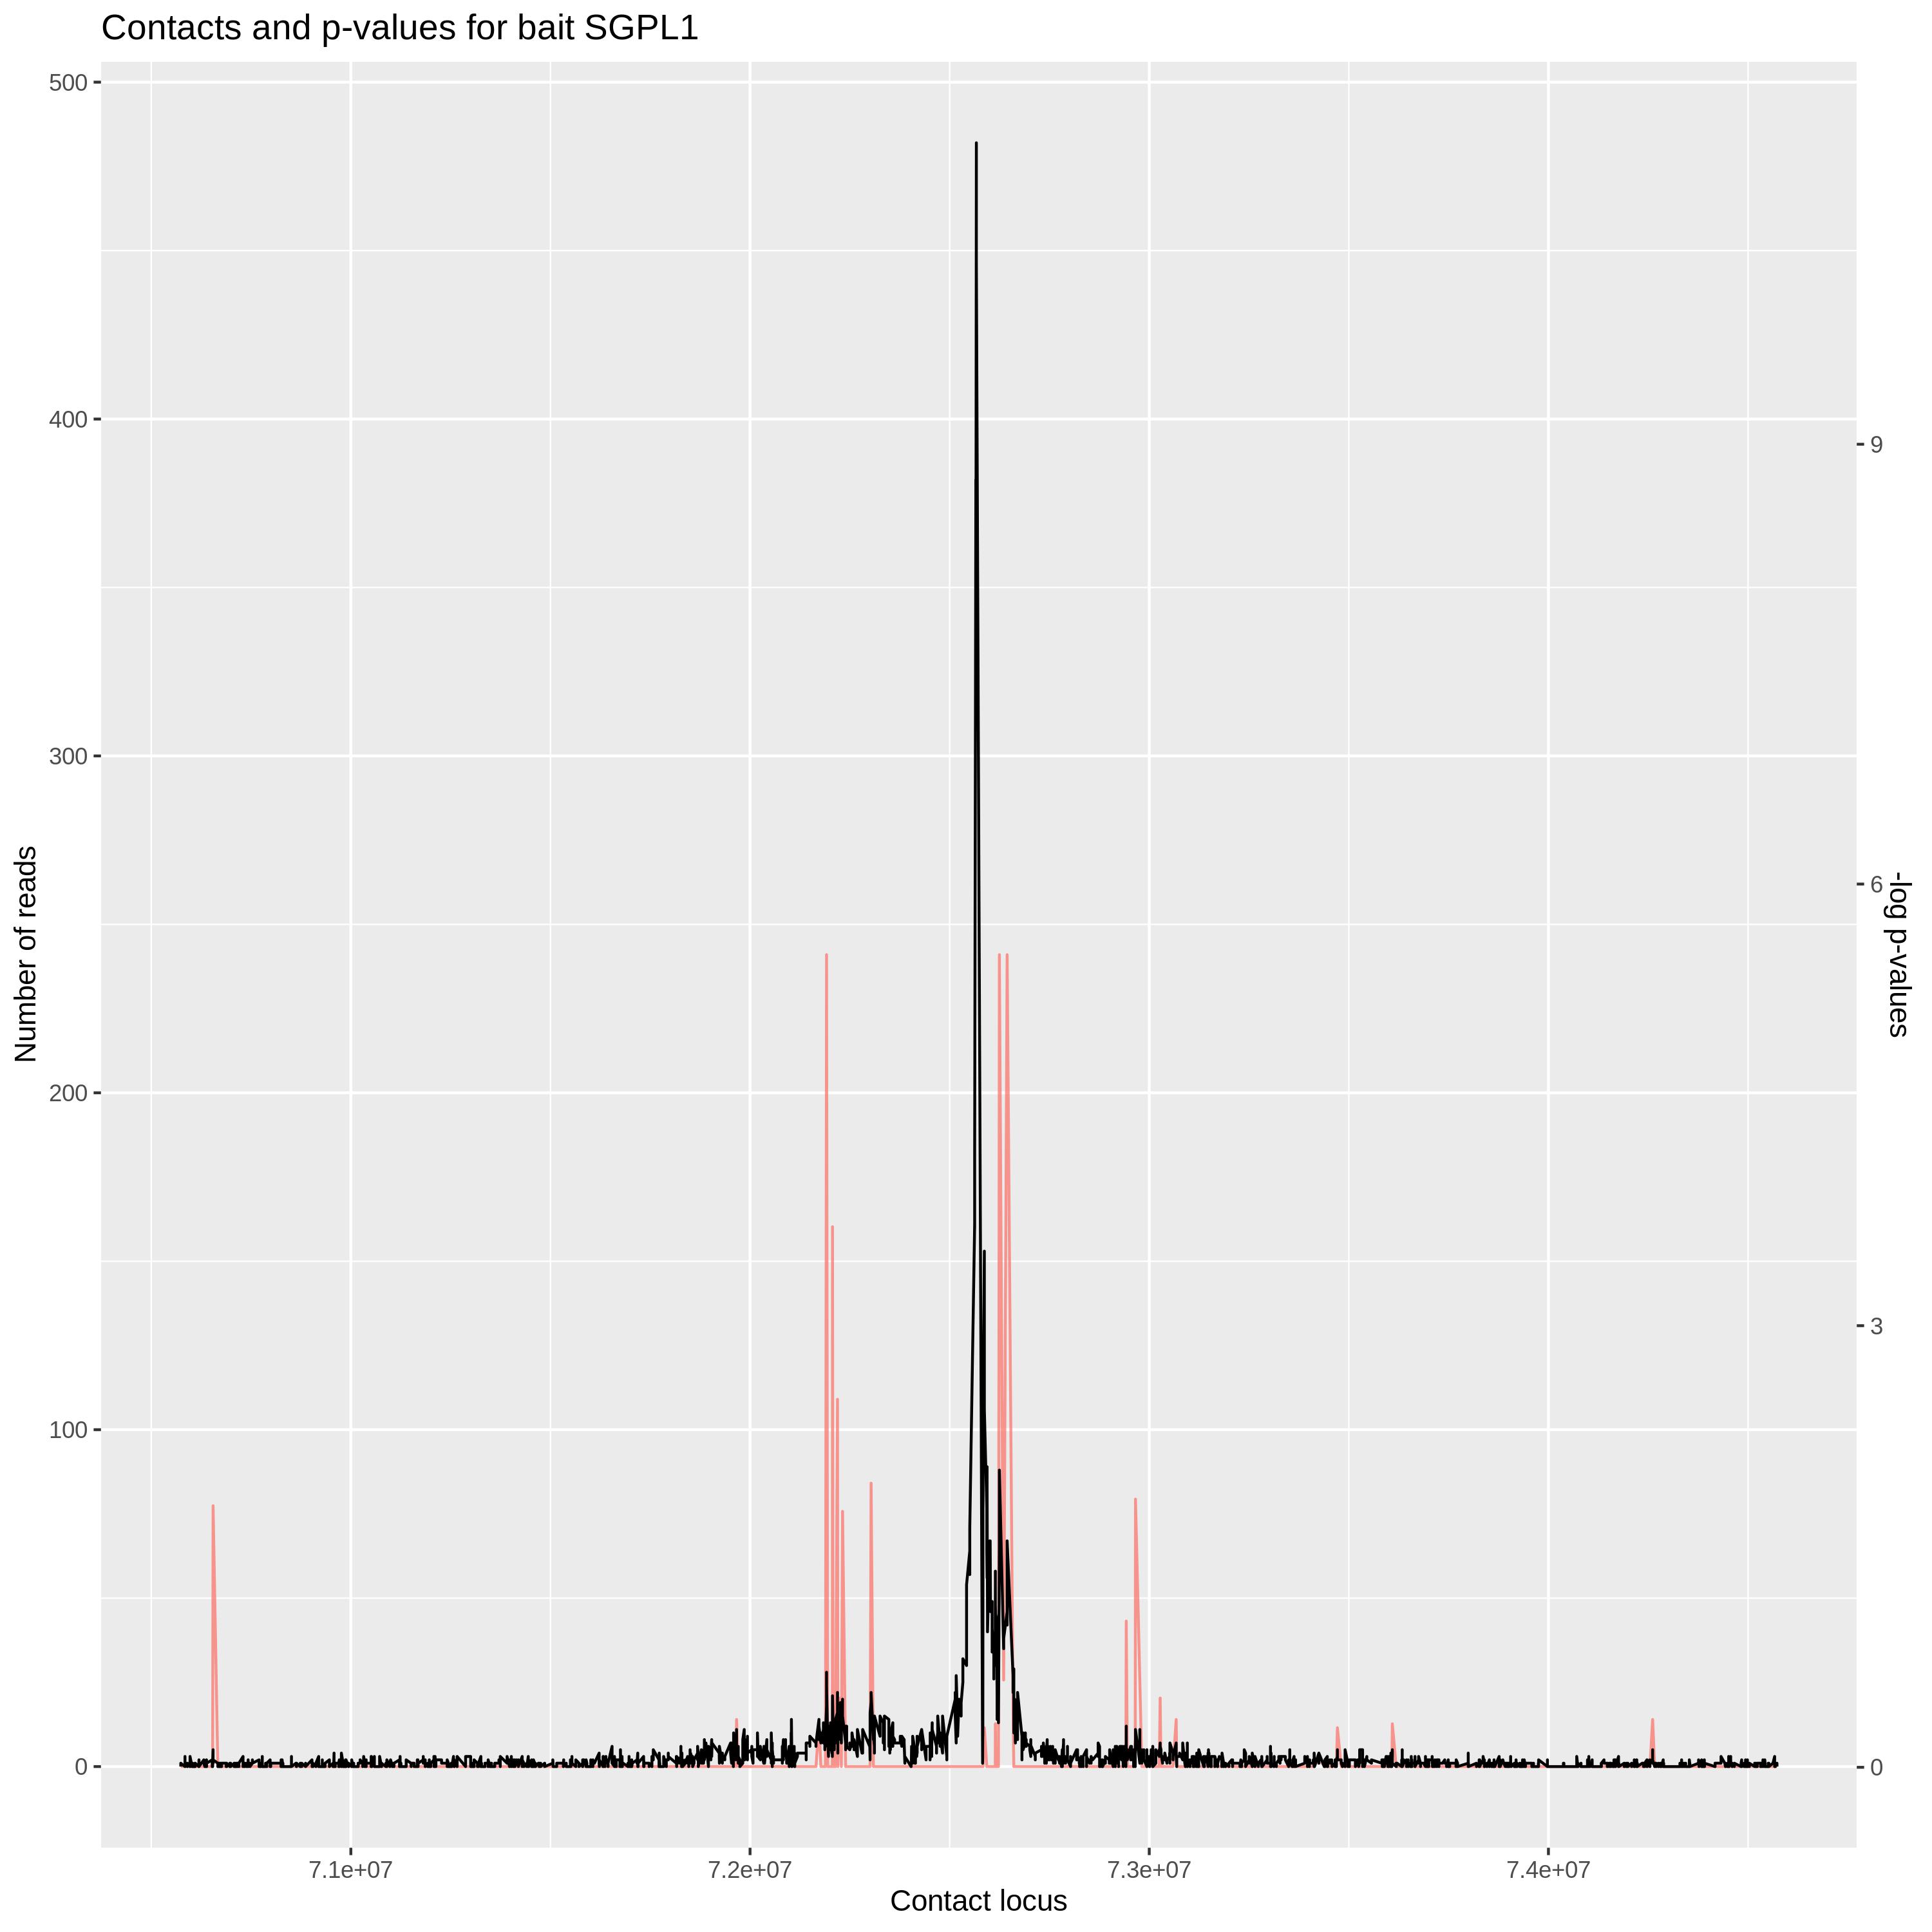 Contacts and p-values for bait SGPL1
500
400
300
200
100
0
Number of reads
9
6
3
0
-log p-values
7.1e+07
7.2e+07
7.3e+07
7.4e+07
Contact locus